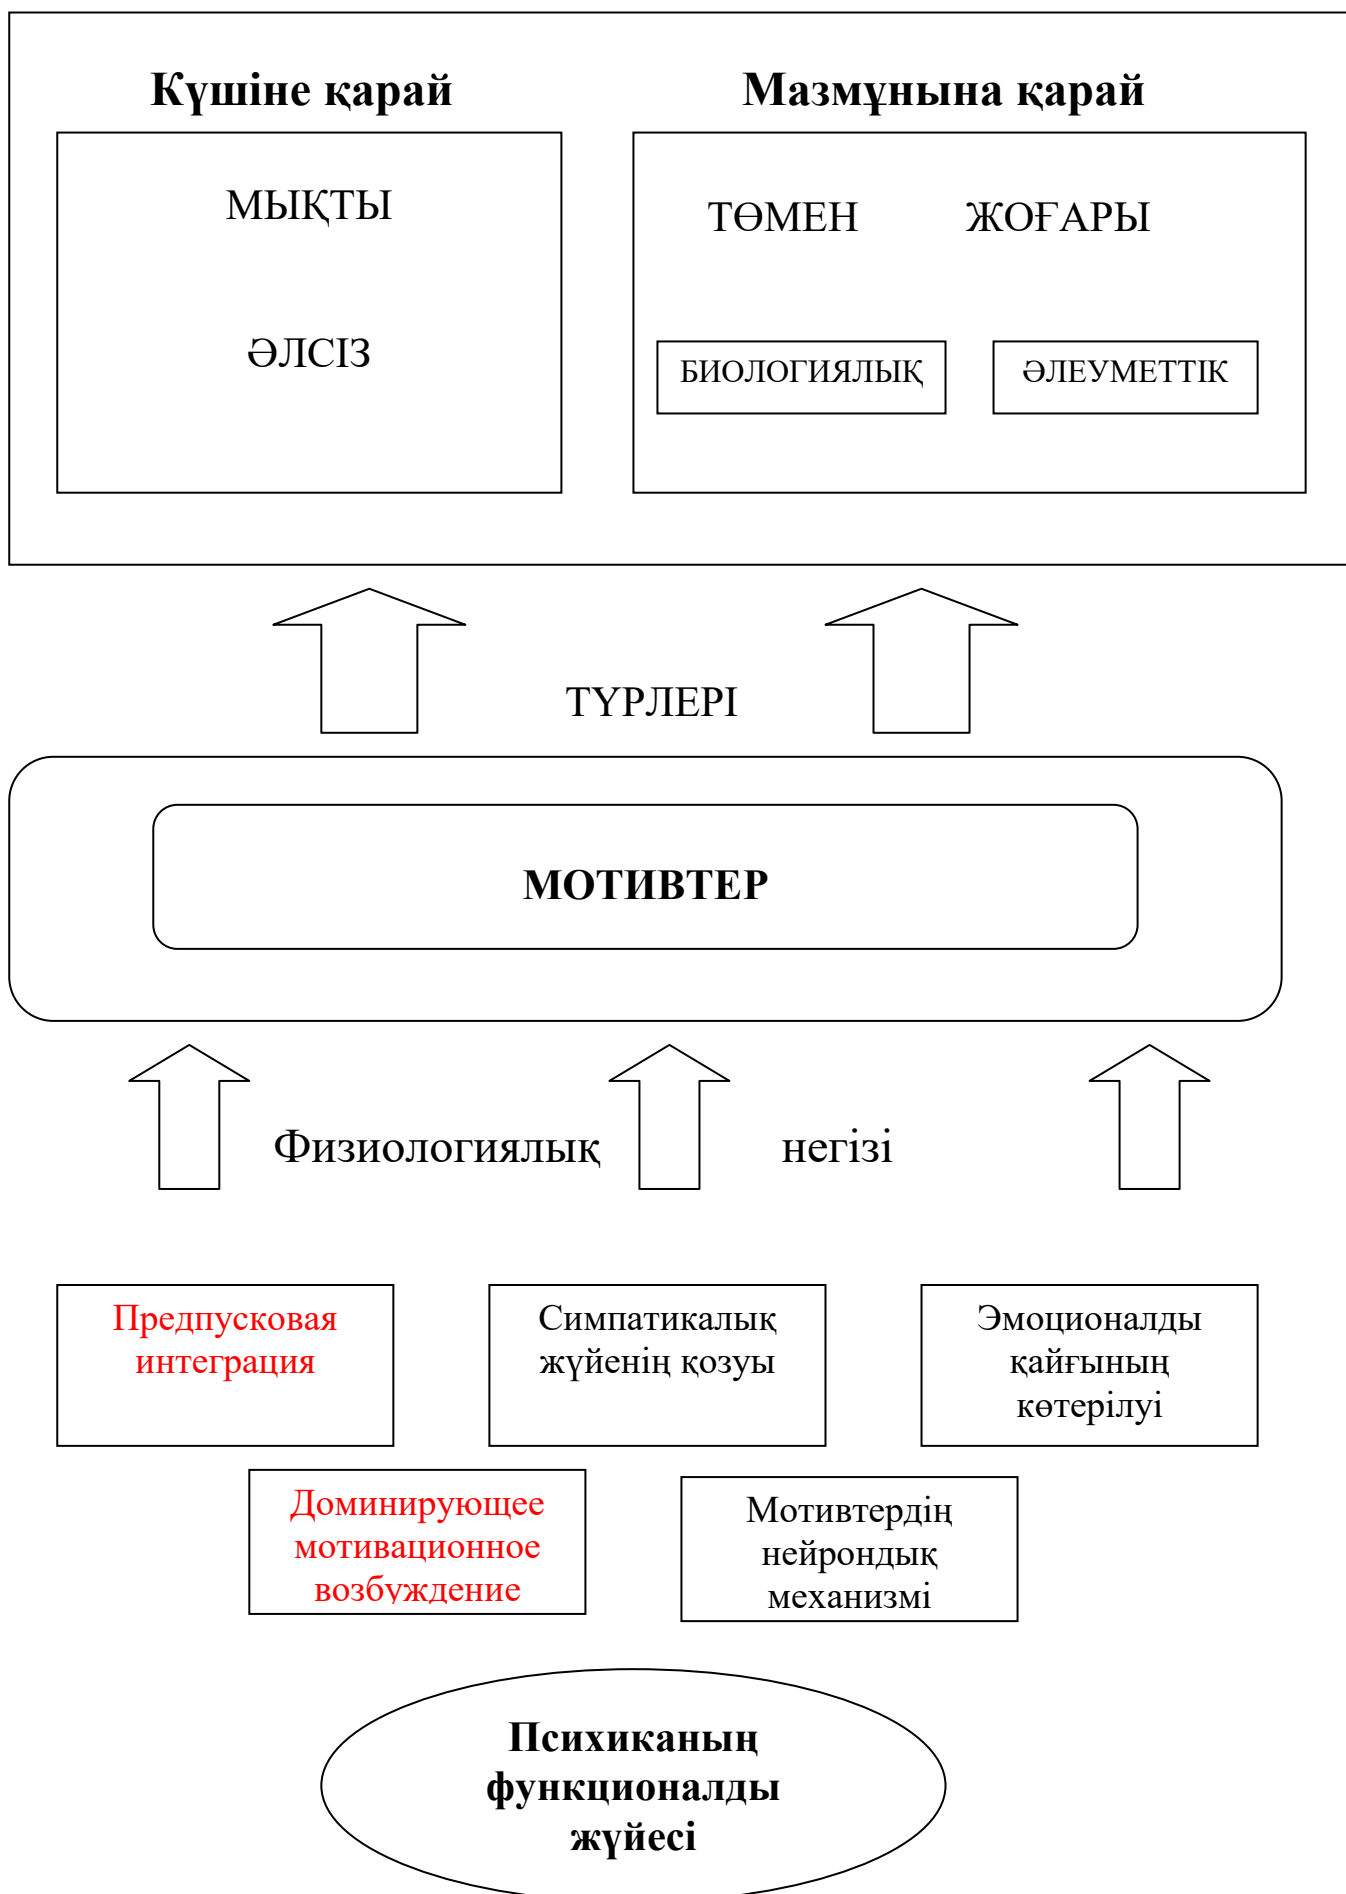 Күшіне қарай
Мазмұнына қарай
МЫҚТЫ
ӘЛСІЗ
ТӨМЕН ЖОҒАРЫ
БИОЛОГИЯЛЫҚ
ӘЛЕУМЕТТІК
ТҮРЛЕРІ
МОТИВТЕР
Физиологиялық негізі
Предпусковая
интеграция
Симпатикалық
жүйенің қозуы
Эмоционалды
қайғының
көтерілуі
Доминирующее
мотивационное
возбуждение
Мотивтердің
нейрондық
механизмі
Психиканың
функционалды
жүйесі